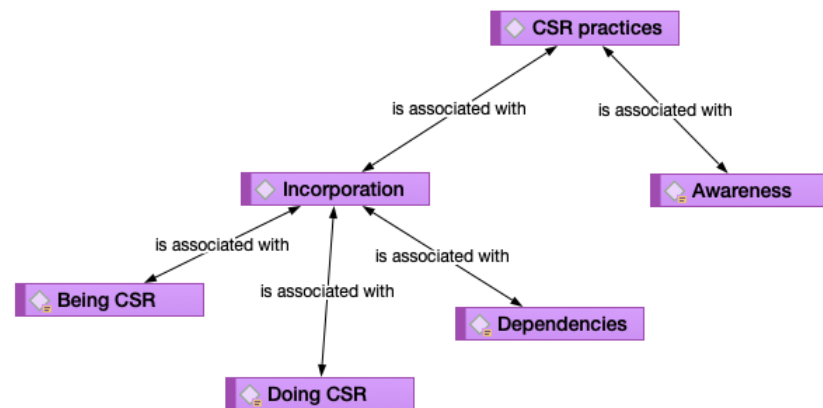 CSR practices
is associated with
is associated with
Incorporation
Awareness
is associated with
is associated with
is associated with
Being CSR
Dependencies
Doing CSR